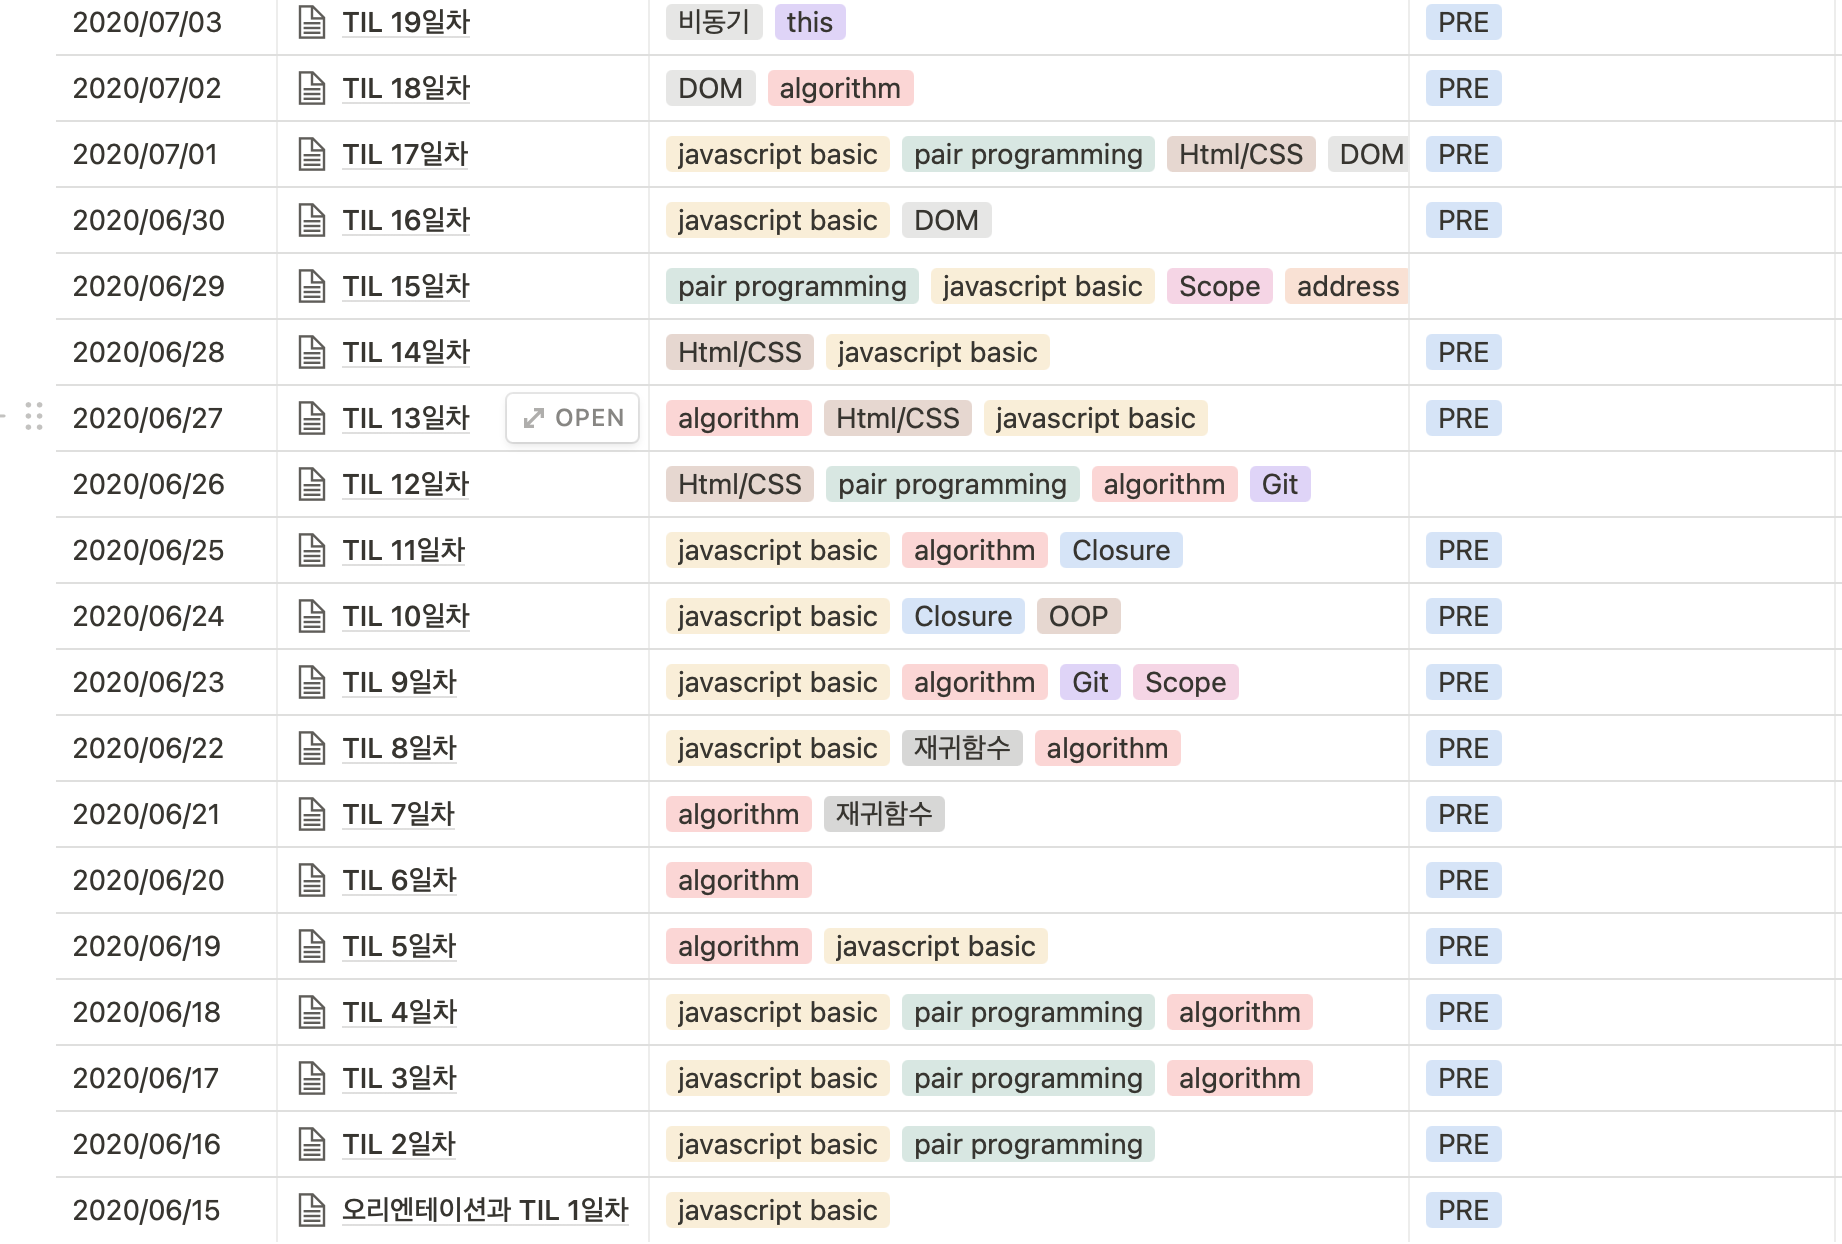 2020/07/03 TIL 19일차 비동기 this PRE
2020/07/02 TIL 18일차 DOM algorithm PRE
2020/07/01 TIL 17일차 javascript basic pair programming Html/CSS DOM PRE
2020/06/30 TIL 16일차 javascript basic DOM PRE
2020/06/29 TIL 15일차 pair programming javascript basic Scope address
2020/06/28 TIL 14일차 Html/CSS javascript basic PRE
2020/06/27 TIL 13일차 OPEN algorithm Html/CSS javascript basic PRE
2020/06/26 TIL 12일차 Html/CSS pair programming algorithm Git
2020/06/25 TIL 11일차 javascript basic algorithm Closure PRE
2020/06/24 TIL 10일차 javascript basic Closure OOP PRE
2020/06/23 TIL 9일차 javascript basic algorithm Git Scope PRE
2020/06/22 TIL 8일차 javascript basic 재귀함수 algorithm PRE
2020/06/21 TIL 7일차 algorithm 재귀함수 PRE
2020/06/20 TIL 6일차 algorithm PRE
2020/06/19 TIL 5일차 algorithm javascript basic PRE
2020/06/18 TIL 4일차 javascript basic pair programming algorithm PRE
2020/06/17 TIL 3일차 javascript basic pair programming algorithm PRE
2020/06/16 TIL 2일차 javascript basic pair programming PRE
2020/06/15 오리엔테이션과 TIL 1일차 javascript basic PRE